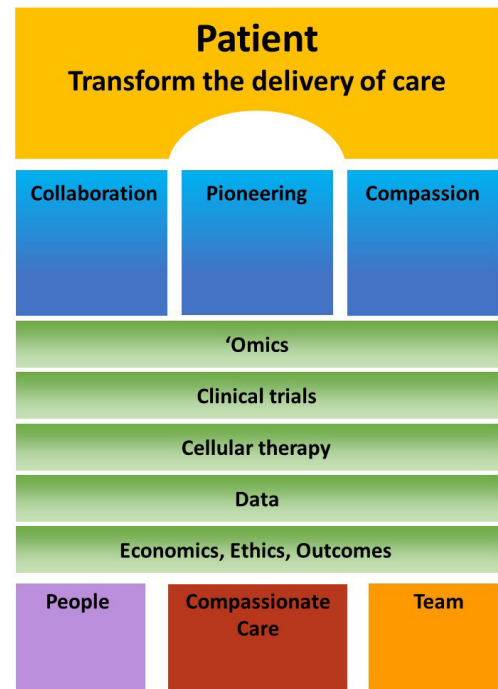 Patient
Transform the delivery of care
Collaboration
Pioneering
Compassion
‘Omics
Clinical trials
Cellular therapy
Data
Economics, Ethics, Outcomes
People
Compassionate
Care
Team